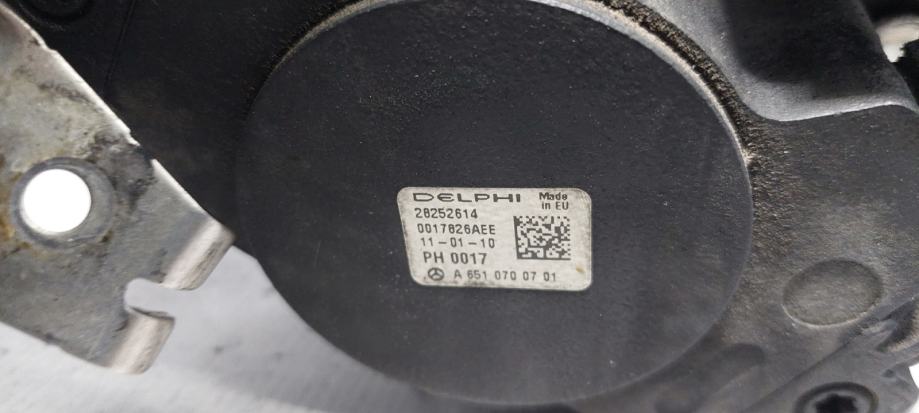 DELPHI Made in EU
28252614
0017826AEE
11-01-10
PH 0017
A 651 070 07 01